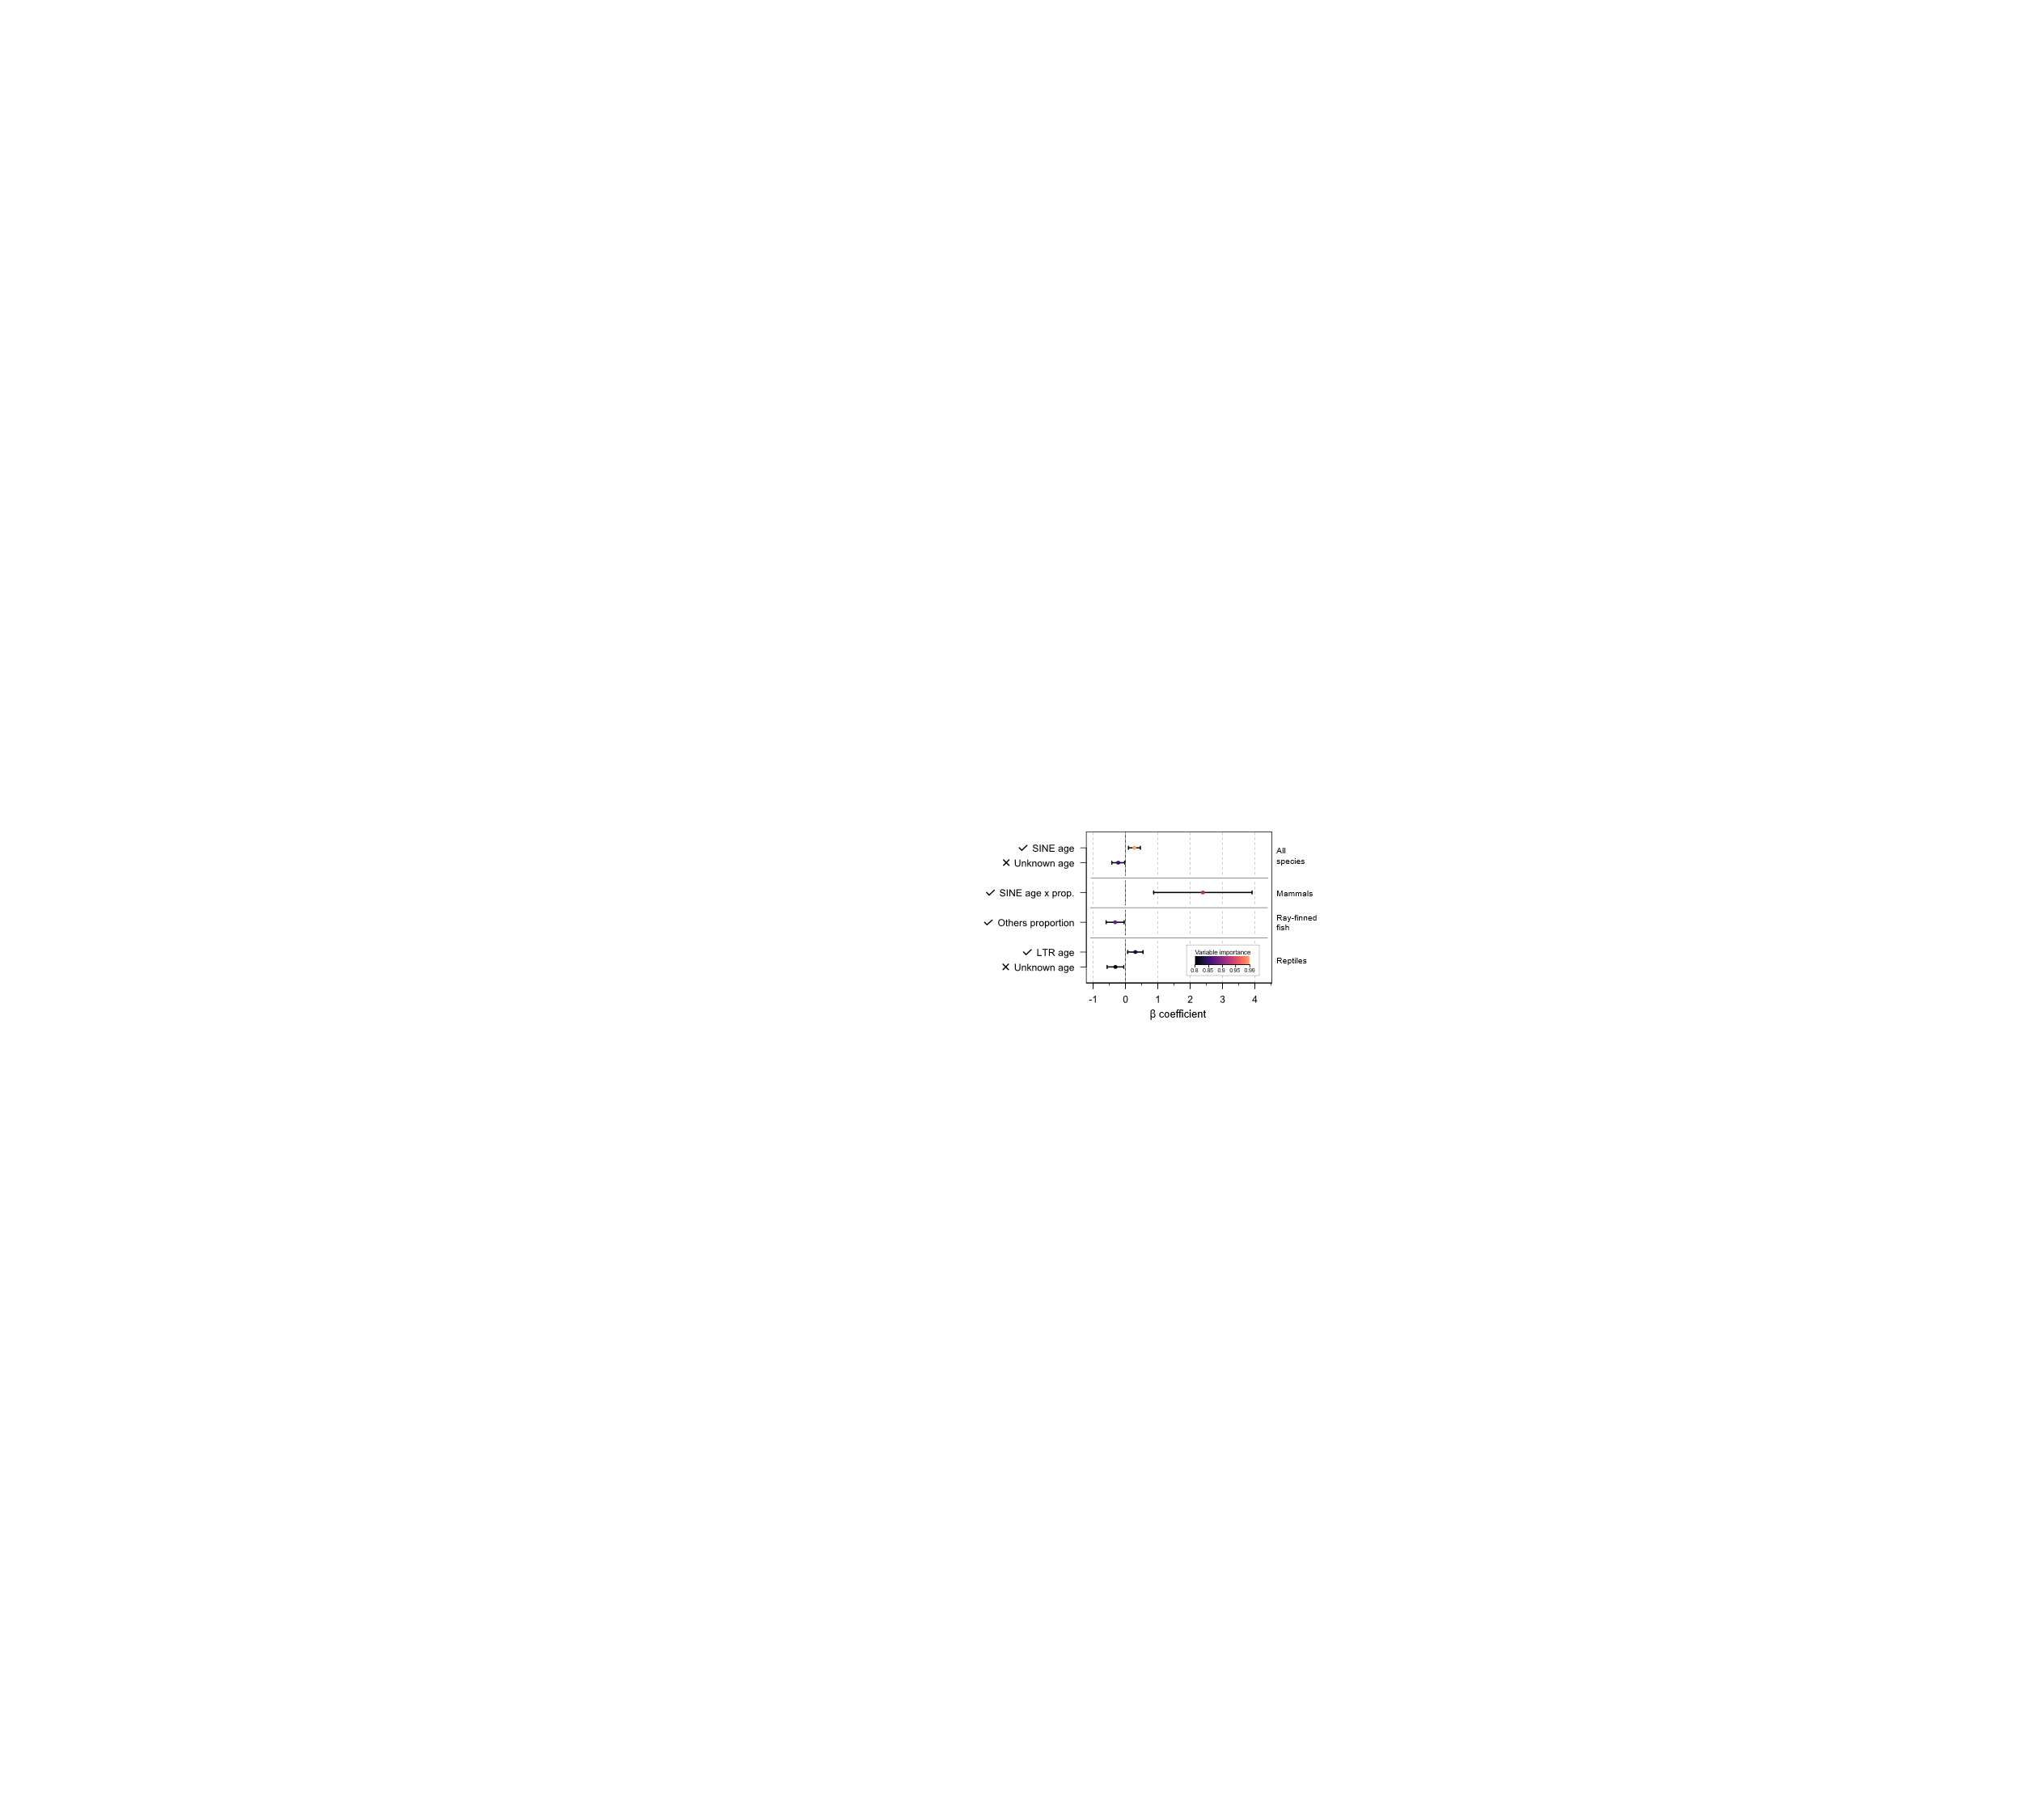 ✓ SINE age
✕ Unknown age
All
species
✓ SINE age x prop.
Mammals
✓ Others proportion
Ray-finned
fish
✓ LTR age
✕ Unknown age
Reptiles
Variable importance
0.8 0.85 0.9 0.95 0.99
-1 0 1 2 3 4
β coefficient